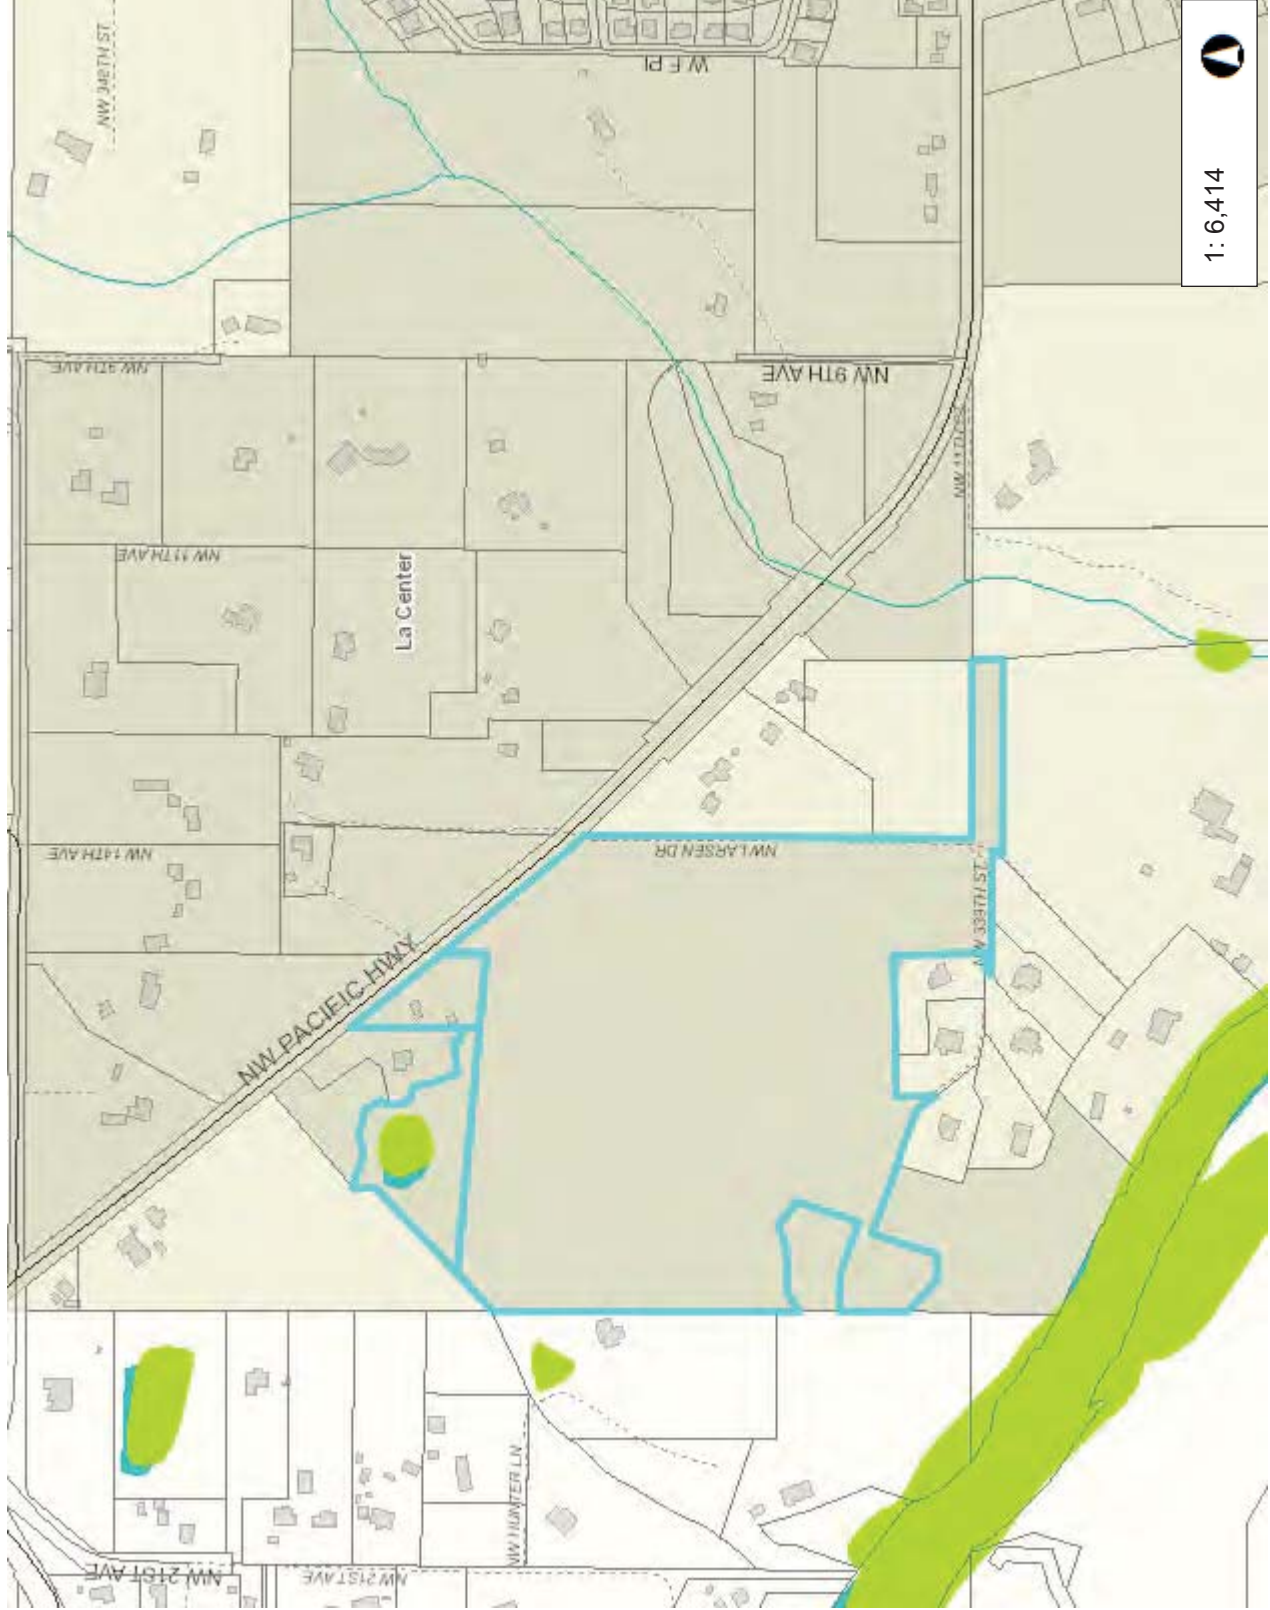 NW 348TH ST
W F Pl
NW 9TH AVE
NW 9TH AVE
NW 11TH AVE
La Center
NW 14TH AVE
NW LARSEN DR
NW 339TH ST
NW PACIFIC HWY
NW HUNTER LN
NW 21ST AVE
NW 21ST AVE
1: 6,414